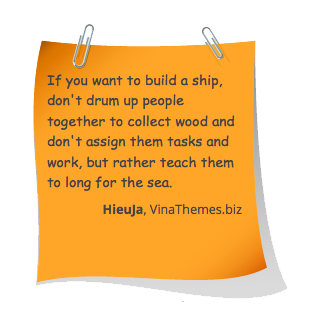 If you want to build a ship,
don't drum up people
together to collect wood and
don't assign them tasks and
work, but rather teach them
to long for the sea.
HieuJa, VinaThemes.biz